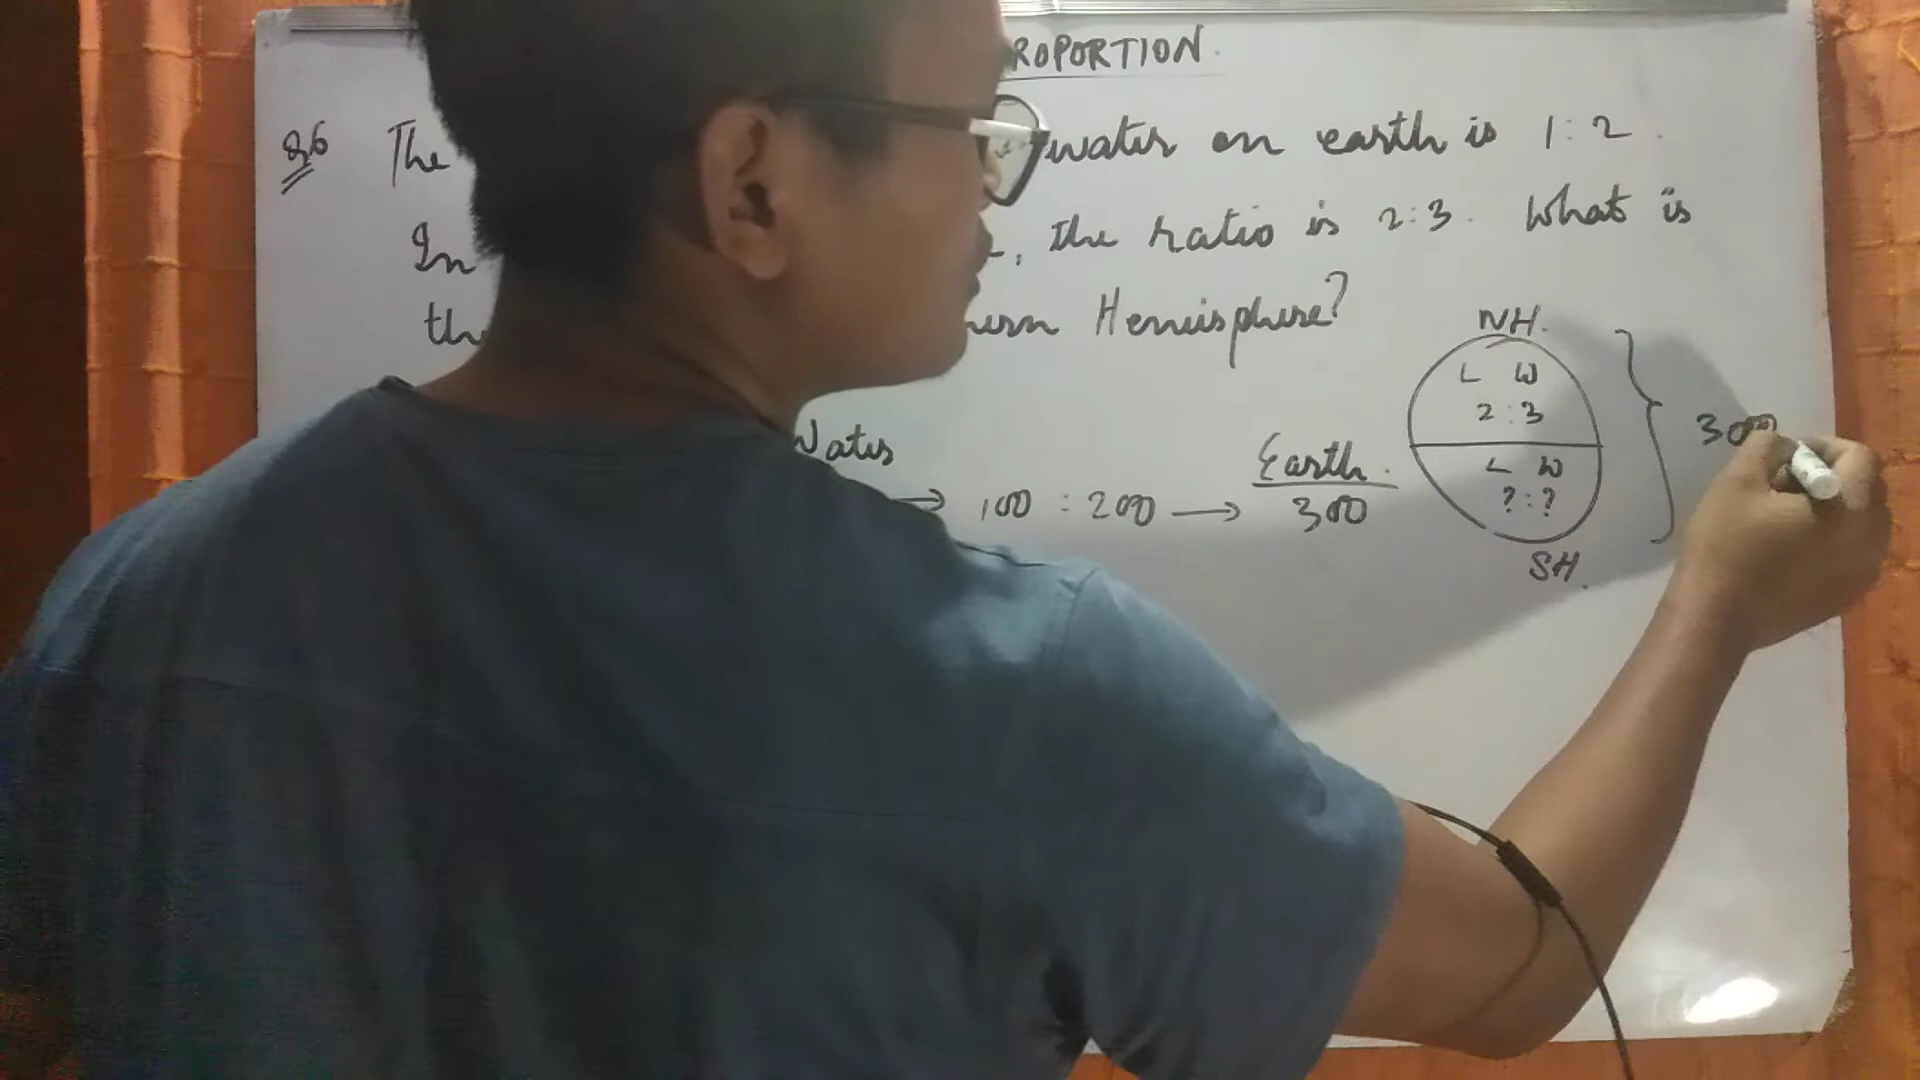 ROPORTION.
Q6 The water on earth is 1:2.
In , the ratio is 2:3. What is
the Hemisphere?
NH.
L W
2:3
300
Earth.
L W
→ 100 : 200 → 300
?:?
SH.